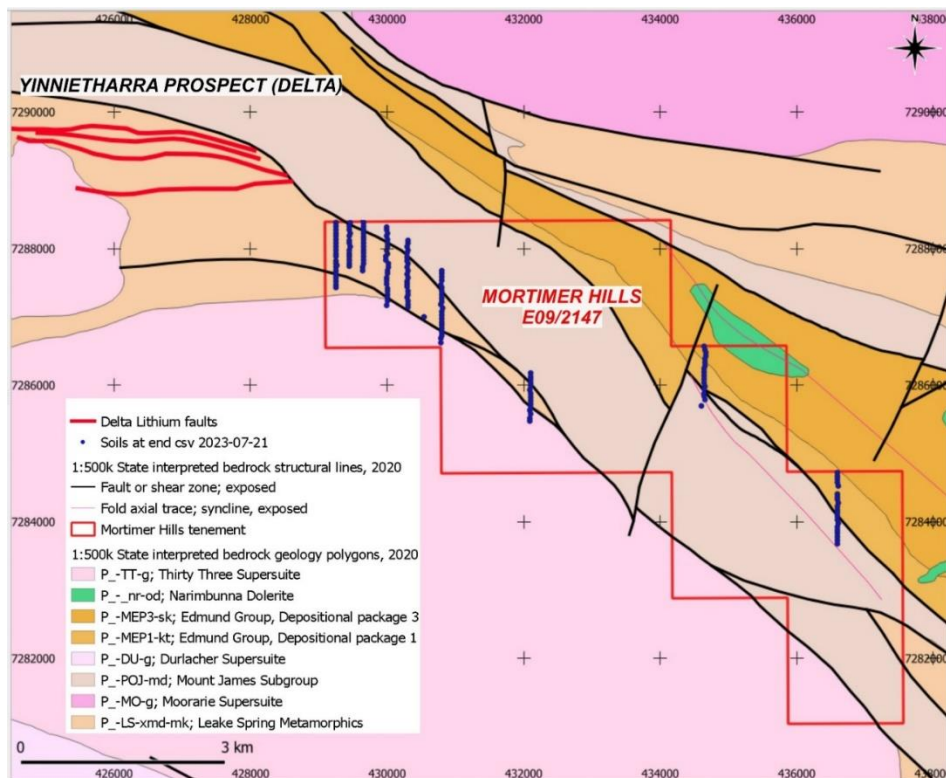 426000
428000
430000
432000
434000
436000
438000
YINNIETHARRA PROSPECT (DELTA)
7290000
7290000
7288000
7288000
MORTIMER HILLS
E09/2147
7286000
7286000
Delta Lithium faults
Soils at end csv 2023-07-21
1:500k State interpreted bedrock structural lines, 2020
Fault or shear zone; exposed
Fold axial trace; syncline, exposed
Mortimer Hills tenement
7284000
7284000
1:500k State interpreted bedrock geology polygons, 2020
P_-TT-g; Thirty Three Supersuite
P_-_nr-od; Narimbunna Dolerite
P_-MEP3-sk; Edmund Group, Depositional package 3
P_-MEP1-kt; Edmund Group, Depositional package 1
P_-DU-g; Durlacher Supersuite
P_-POJ-md; Mount James Subgroup
P_-MO-g; Moorarie Supersuite
P_-LS-xmd-mk; Leake Spring Metamorphics
7282000
7282000
0 3 km
426000
428000
430000
432000
434000
436000
438000